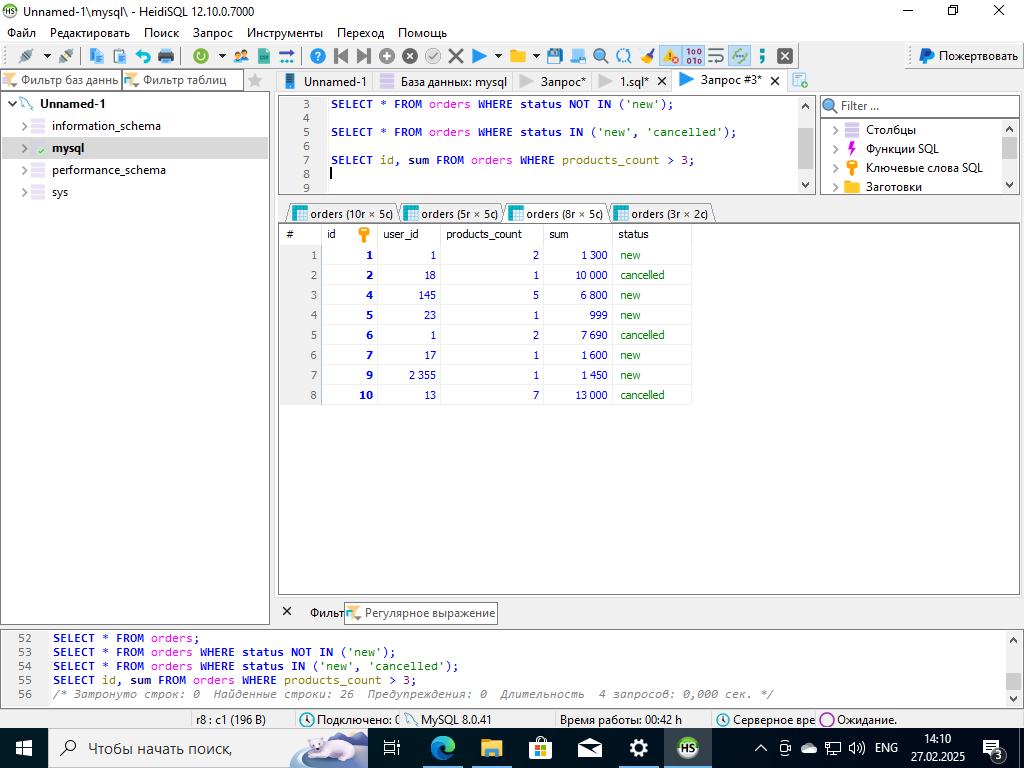 Unnamed-1\mysql\ - HeidiSQL 12.10.0.7000
Файл Редактировать Поиск Запрос Инструменты Переход Помощь
Пожертвовать
Фильтр баз данн Фильтр таблиц
Unnamed-1 База данных: mysql Запрос* 1.sql* Запрос #3*
Unnamed-1
information_schema
mysql
performance_schema
sys
3 SELECT * FROM orders WHERE status NOT IN ('new');
4
5 SELECT * FROM orders WHERE status IN ('new', 'cancelled');
6
7 SELECT id, sum FROM orders WHERE products_count > 3;
8
9
Filter ...
Столбцы
Функции SQL
Ключевые слова SQL
Заготовки
orders (10r × 5c) orders (5r × 5c) orders (8r × 5c) orders (3r × 2c)
# id user_id products_count sum status
1 1 1 2 1 300 new
2 2 18 1 10 000 cancelled
3 4 145 5 6 800 new
4 5 23 1 999 new
5 6 1 2 7 690 cancelled
6 7 17 1 1 600 new
7 9 2 355 1 1 450 new
8 10 13 7 13 000 cancelled
Фильт Регулярное выражение
52 SELECT * FROM orders;
53 SELECT * FROM orders WHERE status NOT IN ('new');
54 SELECT * FROM orders WHERE status IN ('new', 'cancelled');
55 SELECT id, sum FROM orders WHERE products_count > 3;
56 /* Затронуто строк: 0 Найденные строки: 26 Предупреждения: 0 Длительность 4 запросов: 0,000 сек. */
r8 : c1 (196 B) Подключено: 0 MySQL 8.0.41 Время работы: 00:42 h Серверное вре Ожидание.
Чтобы начать поиск,
HS
ENG
14:10
27.02.2025
3